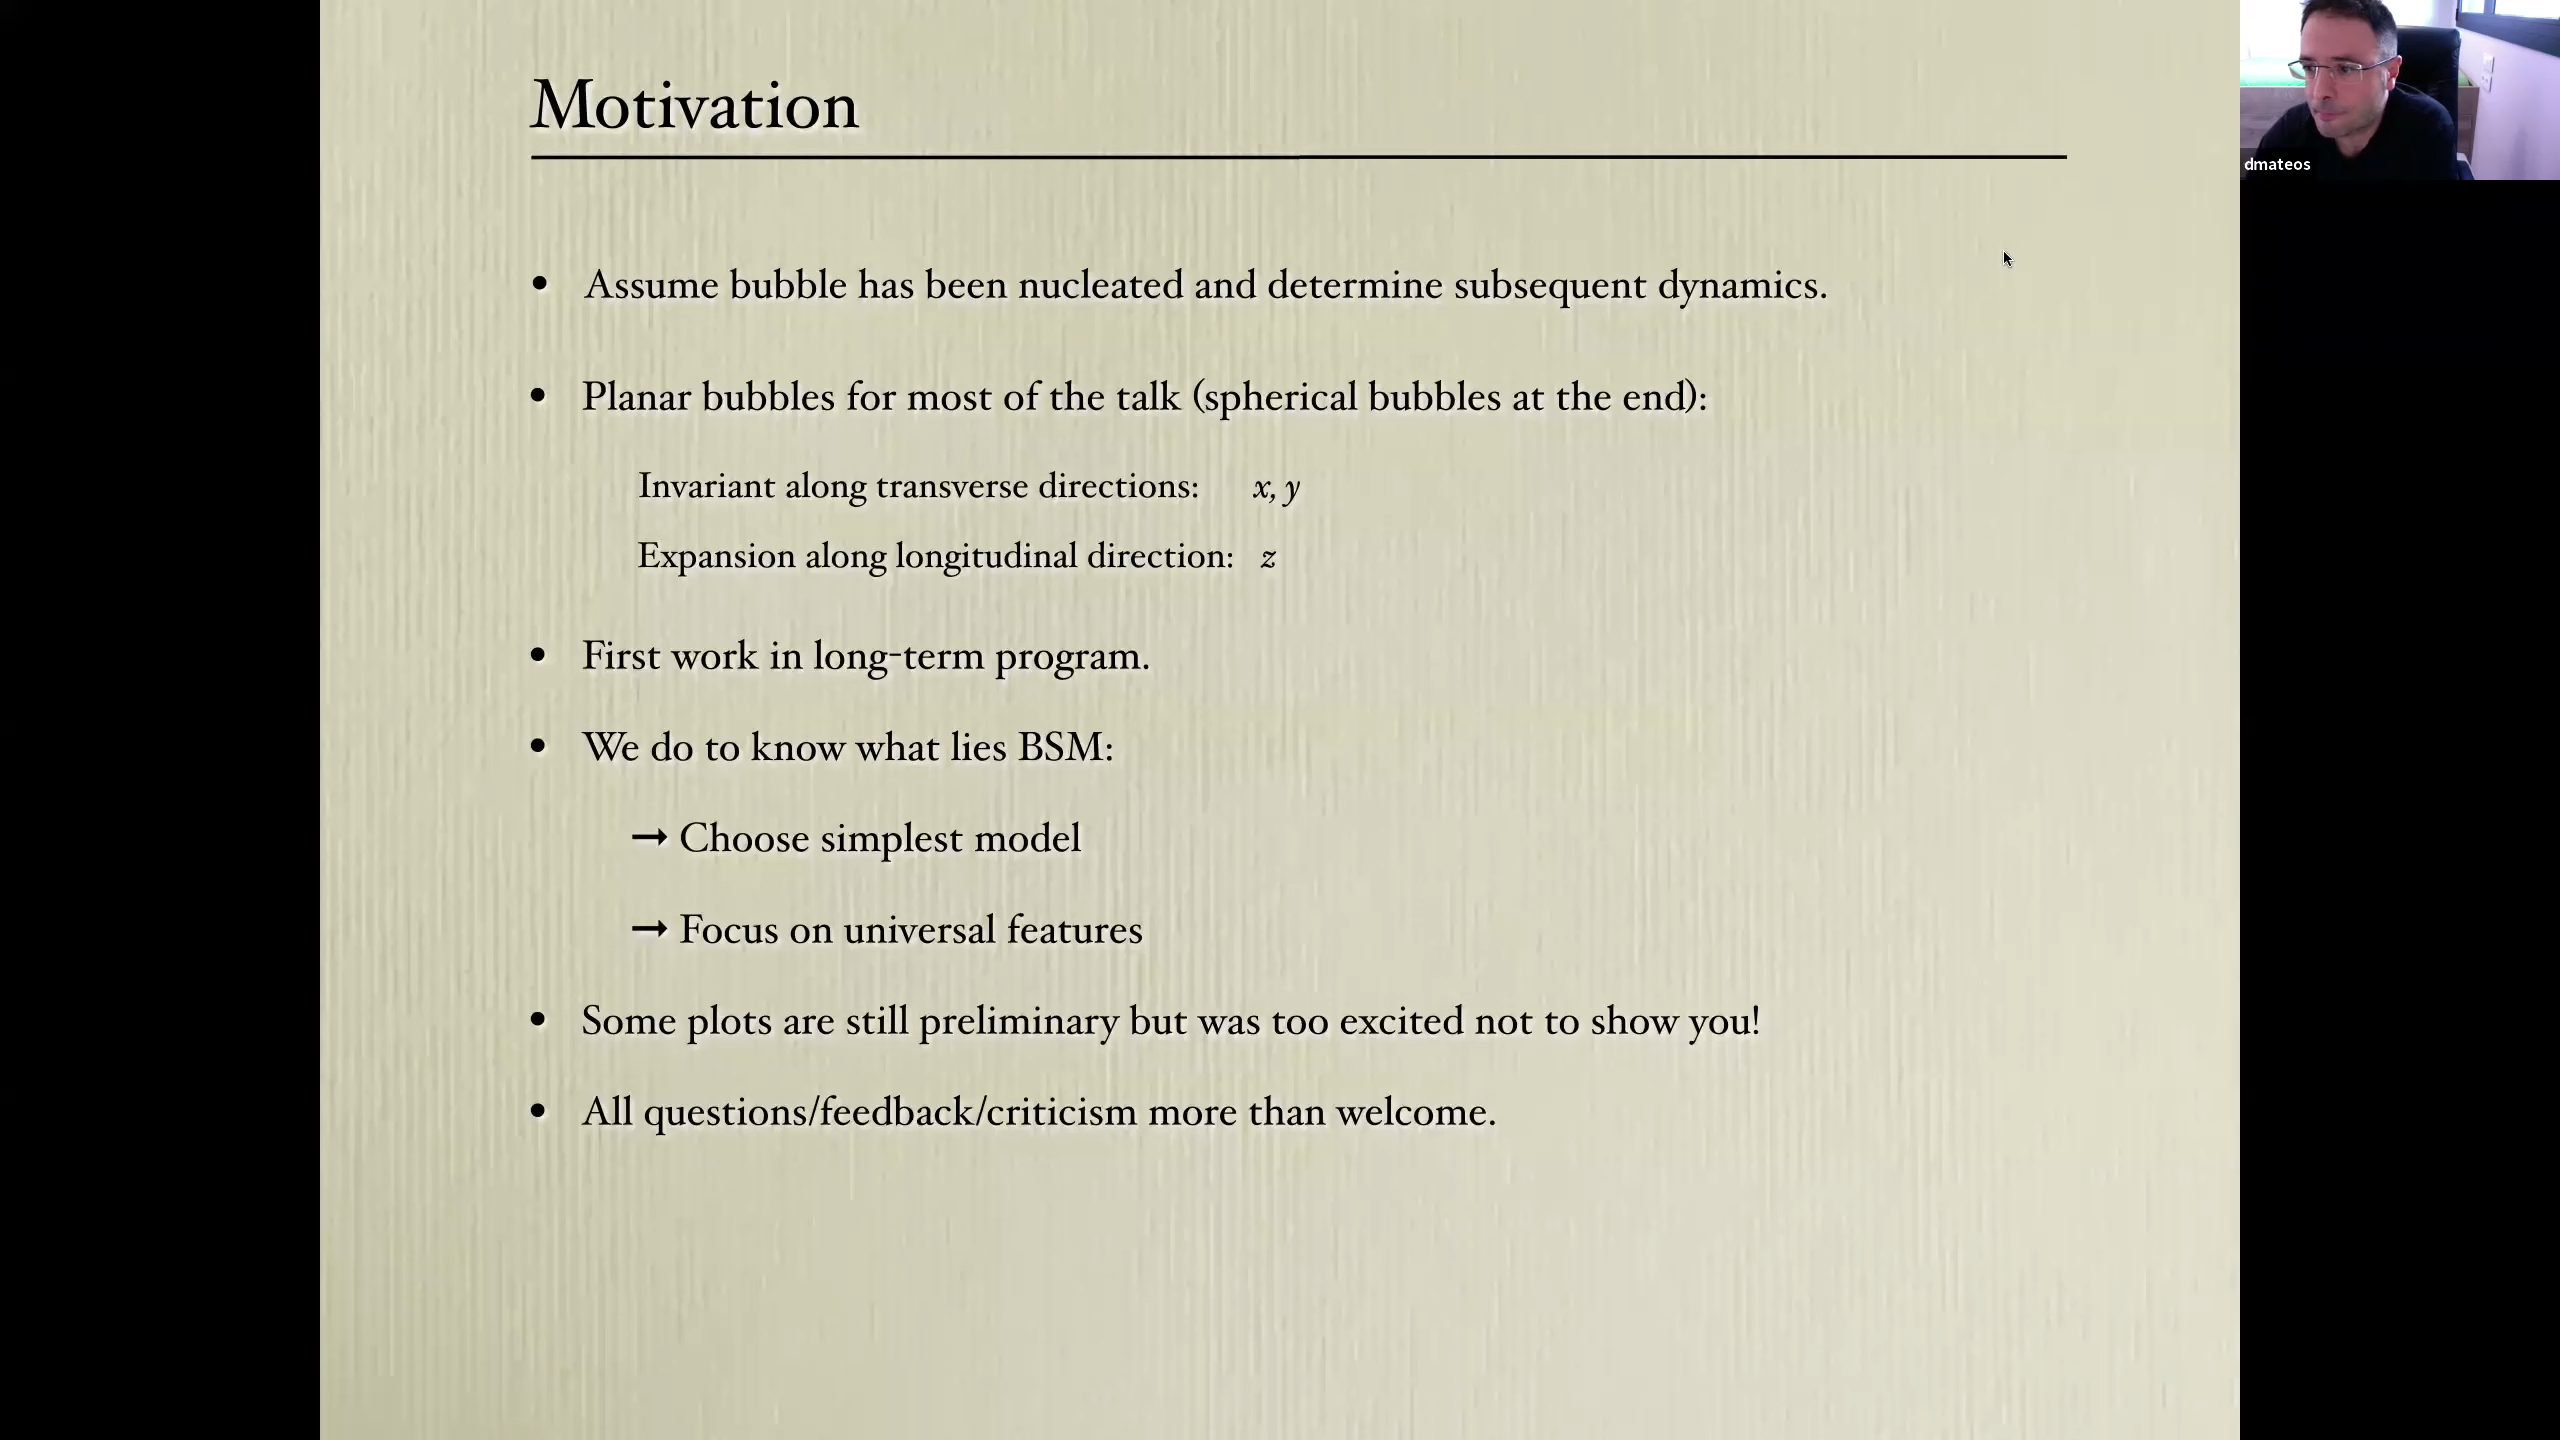 Motivation
dmateos
• Assume bubble has been nucleated and determine subsequent dynamics.
• Planar bubbles for most of the talk (spherical bubbles at the end):
Invariant along transverse directions: x, y
Expansion along longitudinal direction: z
• First work in long-term program.
• We do to know what lies BSM:
→ Choose simplest model
→ Focus on universal features
• Some plots are still preliminary but was too excited not to show you!
• All questions/feedback/criticism more than welcome.